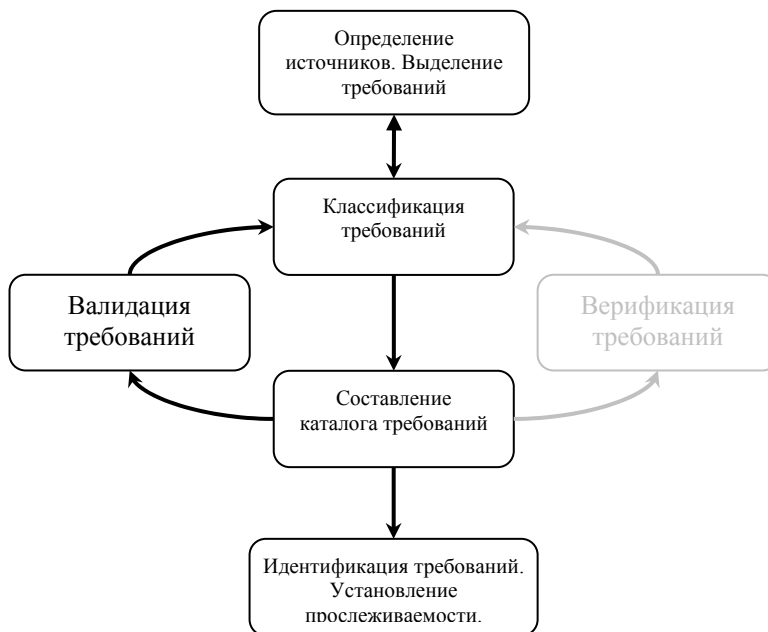 Определение
источников. Выделение
требований
Классификация
требований
Валидация
требований
Верификация
требований
Составление
каталога требований
Идентификация требований.
Установление
прослеживаемости.